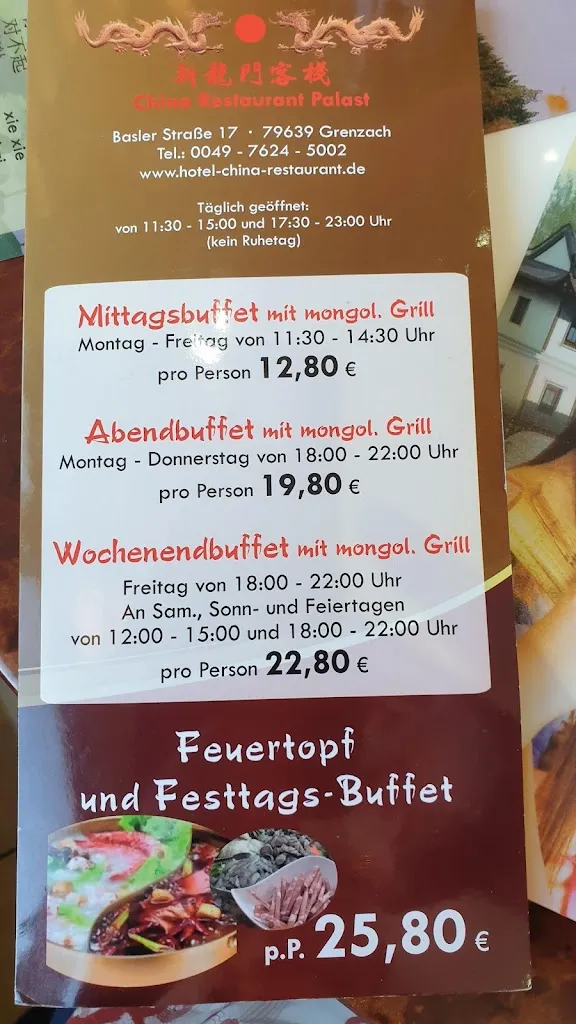 对不起
xie xie
新龍門客棧
China Restaurant Palast
Basler Straße 17 · 79639 Grenzach
Tel.: 0049 - 7624 - 5002
www.hotel-china-restaurant.de
Täglich geöffnet:
von 11:30 - 15:00 und 17:30 - 23:00 Uhr
(kein Ruhetag)
Mittagsbuffet mit mongol. Grill
Montag - Freitag von 11:30 - 14:30 Uhr
pro Person 12,80 €
Abendbuffet mit mongol. Grill
Montag - Donnerstag von 18:00 - 22:00 Uhr
pro Person 19,80 €
Wochenendbuffet mit mongol. Grill
Freitag von 18:00 - 22:00 Uhr
An Sam., Sonn- und Feiertagen
von 12:00 - 15:00 und 18:00 - 22:00 Uhr
pro Person 22,80 €
Feuertopf
und Festtags-Buffet
p.P. 25,80 €